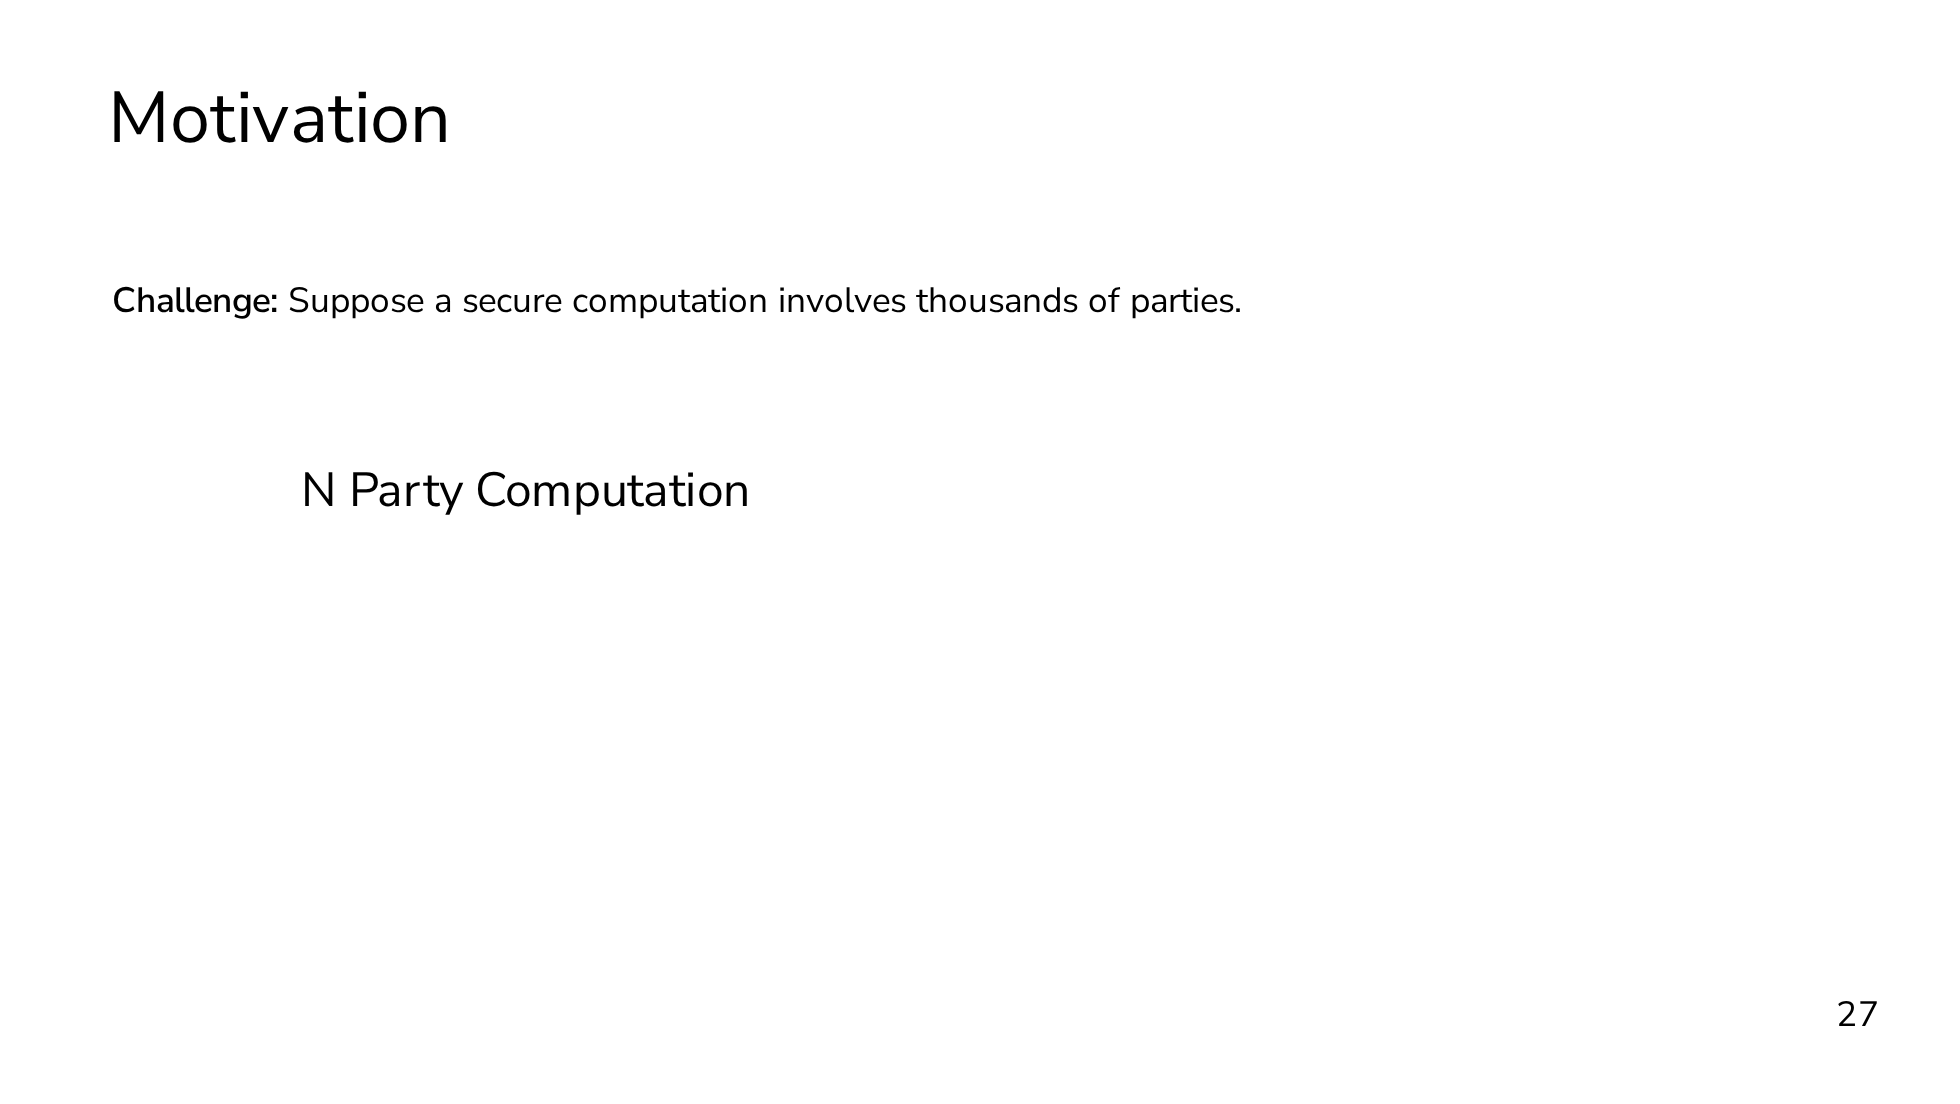 Motivation
Challenge: Suppose a secure computation involves thousands of parties.
N Party Computation
27